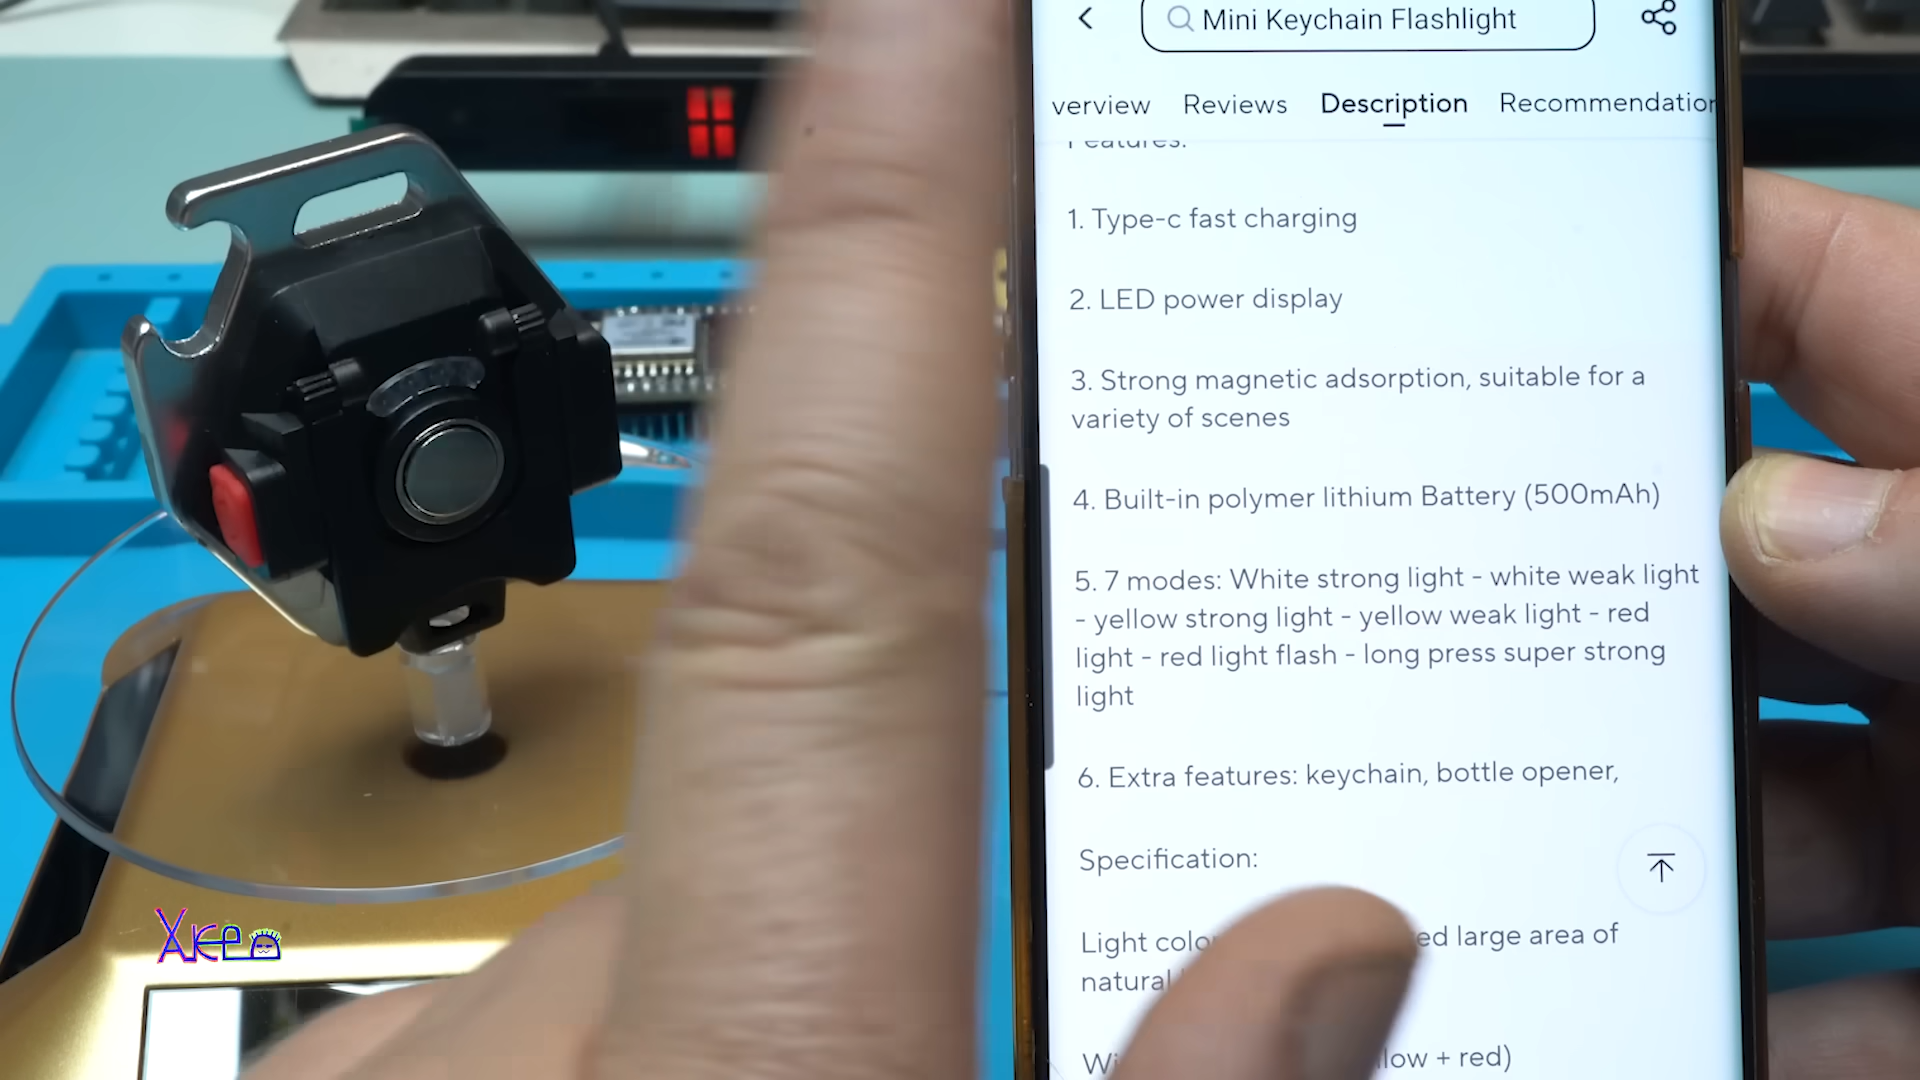 Mini Keychain Flashlight
verview Reviews Description Recommendation
Features:
1. Type-c fast charging
2. LED power display
3. Strong magnetic adsorption, suitable for a
variety of scenes
4. Built-in polymer lithium Battery (500mAh)
5. 7 modes: White strong light - white weak light
- yellow strong light - yellow weak light - red
light - red light flash - long press super strong
light
6. Extra features: keychain, bottle opener,
Specification:
Light colo ed large area of
natural
low + red)